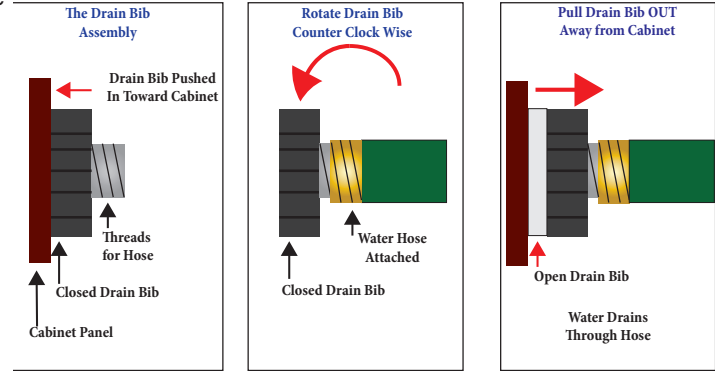 The Drain Bib
Assembly
Drain Bib Pushed
In Toward Cabinet
Threads
for Hose
Closed Drain Bib
Cabinet Panel
Rotate Drain Bib
Counter Clock Wise
Water Hose
Attached
Closed Drain Bib
Pull Drain Bib OUT
Away from Cabinet
Open Drain Bib
Water Drains
Through Hose